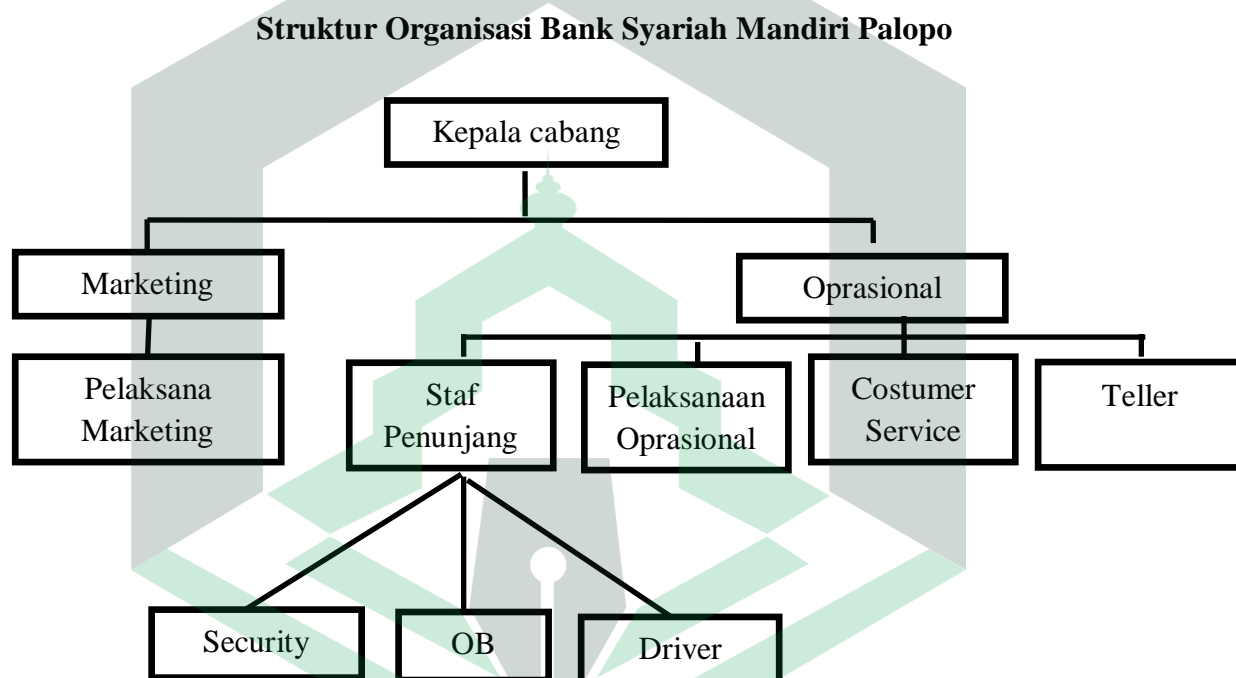 Struktur Organisasi Bank Syariah Mandiri Palopo
Kepala cabang
Marketing
Oprasional
Pelaksana
Marketing
Staf
Penunjang
Pelaksanaan
Oprasional
Costumer
Service
Teller
Security
OB
Driver